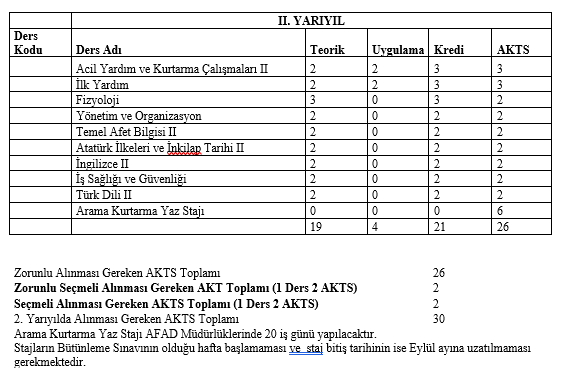 II. YARIYIL
Ders Kodu Ders Adı Teorik Uygulama Kredi AKTS
Acil Yardım ve Kurtarma Çalışmaları II 2 2 3 3
İlk Yardım 2 2 3 3
Fizyoloji 3 0 3 2
Yönetim ve Organizasyon 2 0 2 2
Temel Afet Bilgisi II 2 0 2 2
Atatürk İlkeleri ve İnkilap Tarihi II 2 0 2 2
İngilizce II 2 0 2 2
İş Sağlığı ve Güvenliği 2 0 2 2
Türk Dili II 2 0 2 2
Arama Kurtarma Yaz Stajı 0 0 0 6
19 4 21 26
Zorunlu Alınması Gereken AKTS Toplamı 26
Zorunlu Seçmeli Alınması Gereken AKT Toplamı (1 Ders 2 AKTS) 2
Seçmeli Alınması Gereken AKTS Toplamı (1 Ders 2 AKTS) 2
2. Yarıyılda Alınması Gereken AKTS Toplamı 30
Arama Kurtarma Yaz Stajı AFAD Müdürlüklerinde 20 iş günü yapılacaktır.
Stajların Bütünleme Sınavının olduğu hafta başlamaması ve staj bitiş tarihinin ise Eylül ayına uzatılmaması
gerekmektedir.